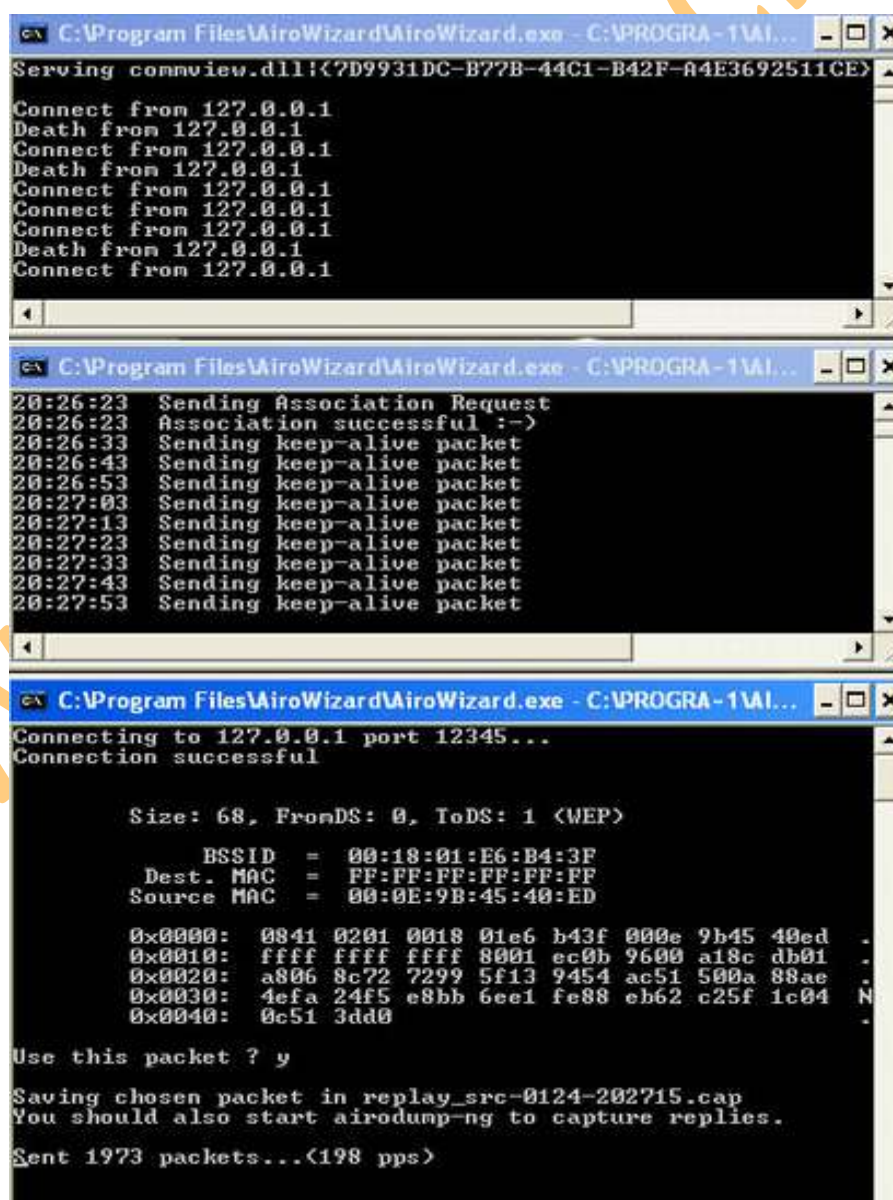 C:\Program Files\AiroWizard\AiroWizard.exe - C:\PROGRA~1\AI...
Serving commview.dll!{7D9931DC-B77B-44C1-B42F-A4E3692511CE}
Connect from 127.0.0.1
Death from 127.0.0.1
Connect from 127.0.0.1
Death from 127.0.0.1
Connect from 127.0.0.1
Connect from 127.0.0.1
Connect from 127.0.0.1
Death from 127.0.0.1
Connect from 127.0.0.1
C:\Program Files\AiroWizard\AiroWizard.exe - C:\PROGRA~1\AI...
20:26:23 Sending Association Request
20:26:23 Association successful :-)
20:26:33 Sending keep-alive packet
20:26:43 Sending keep-alive packet
20:26:53 Sending keep-alive packet
20:27:03 Sending keep-alive packet
20:27:13 Sending keep-alive packet
20:27:23 Sending keep-alive packet
20:27:33 Sending keep-alive packet
20:27:43 Sending keep-alive packet
20:27:53 Sending keep-alive packet
C:\Program Files\AiroWizard\AiroWizard.exe - C:\PROGRA~1\AI...
Connecting to 127.0.0.1 port 12345...
Connection successful
Size: 68, FromDS: 0, ToDS: 1 (WEP)
BSSID = 00:18:01:E6:B4:3F
Dest. MAC = FF:FF:FF:FF:FF:FF
Source MAC = 00:0E:9B:45:40:ED
0x0000: 0841 0201 0018 01e6 b43f 000e 9b45 40ed .
0x0010: ffff ffff ffff 8001 ec0b 9600 a18c db01 .
0x0020: a806 8c72 7299 5f13 9454 ac51 500a 88ae .
0x0030: 4efa 24f5 e8bb 6ee1 fe88 eb62 c25f 1c04 N
0x0040: 0c51 3dd0 .
Use this packet ? y
Saving chosen packet in replay_src-0124-202715.cap
You should also start airodump-ng to capture replies.
Sent 1973 packets...(198 pps)